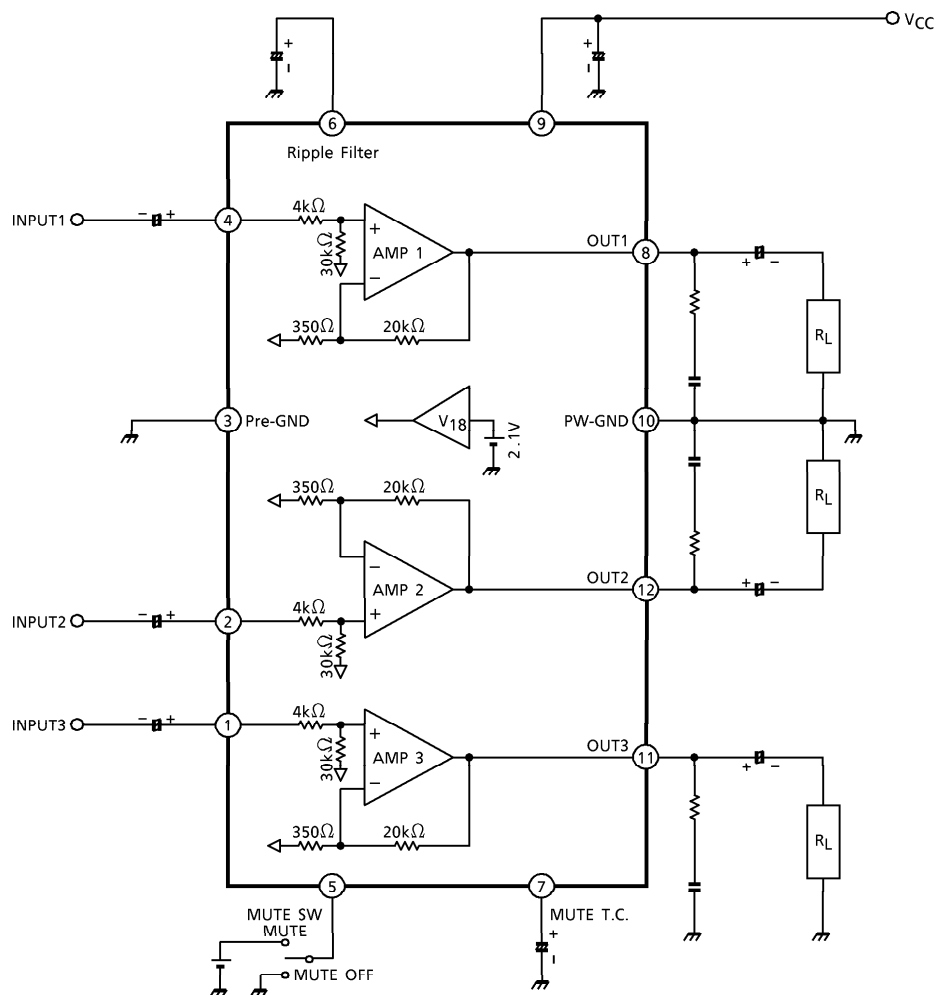 +
−
+
−
VCC
6
9
Ripple Filter
INPUT1
− +
4
4kΩ
30kΩ
+
AMP 1
−
OUT1
8
+ −
350Ω
20kΩ
RL
3
Pre-GND
V18
2.1V
PW-GND
10
350Ω
20kΩ
RL
−
AMP 2
+
OUT2
12
+ −
INPUT2
− +
2
4kΩ
30kΩ
INPUT3
− +
1
4kΩ
30kΩ
+
AMP 3
−
OUT3
11
+ −
350Ω
20kΩ
RL
5
7
MUTE SW
MUTE
MUTE T.C.
+
−
MUTE OFF